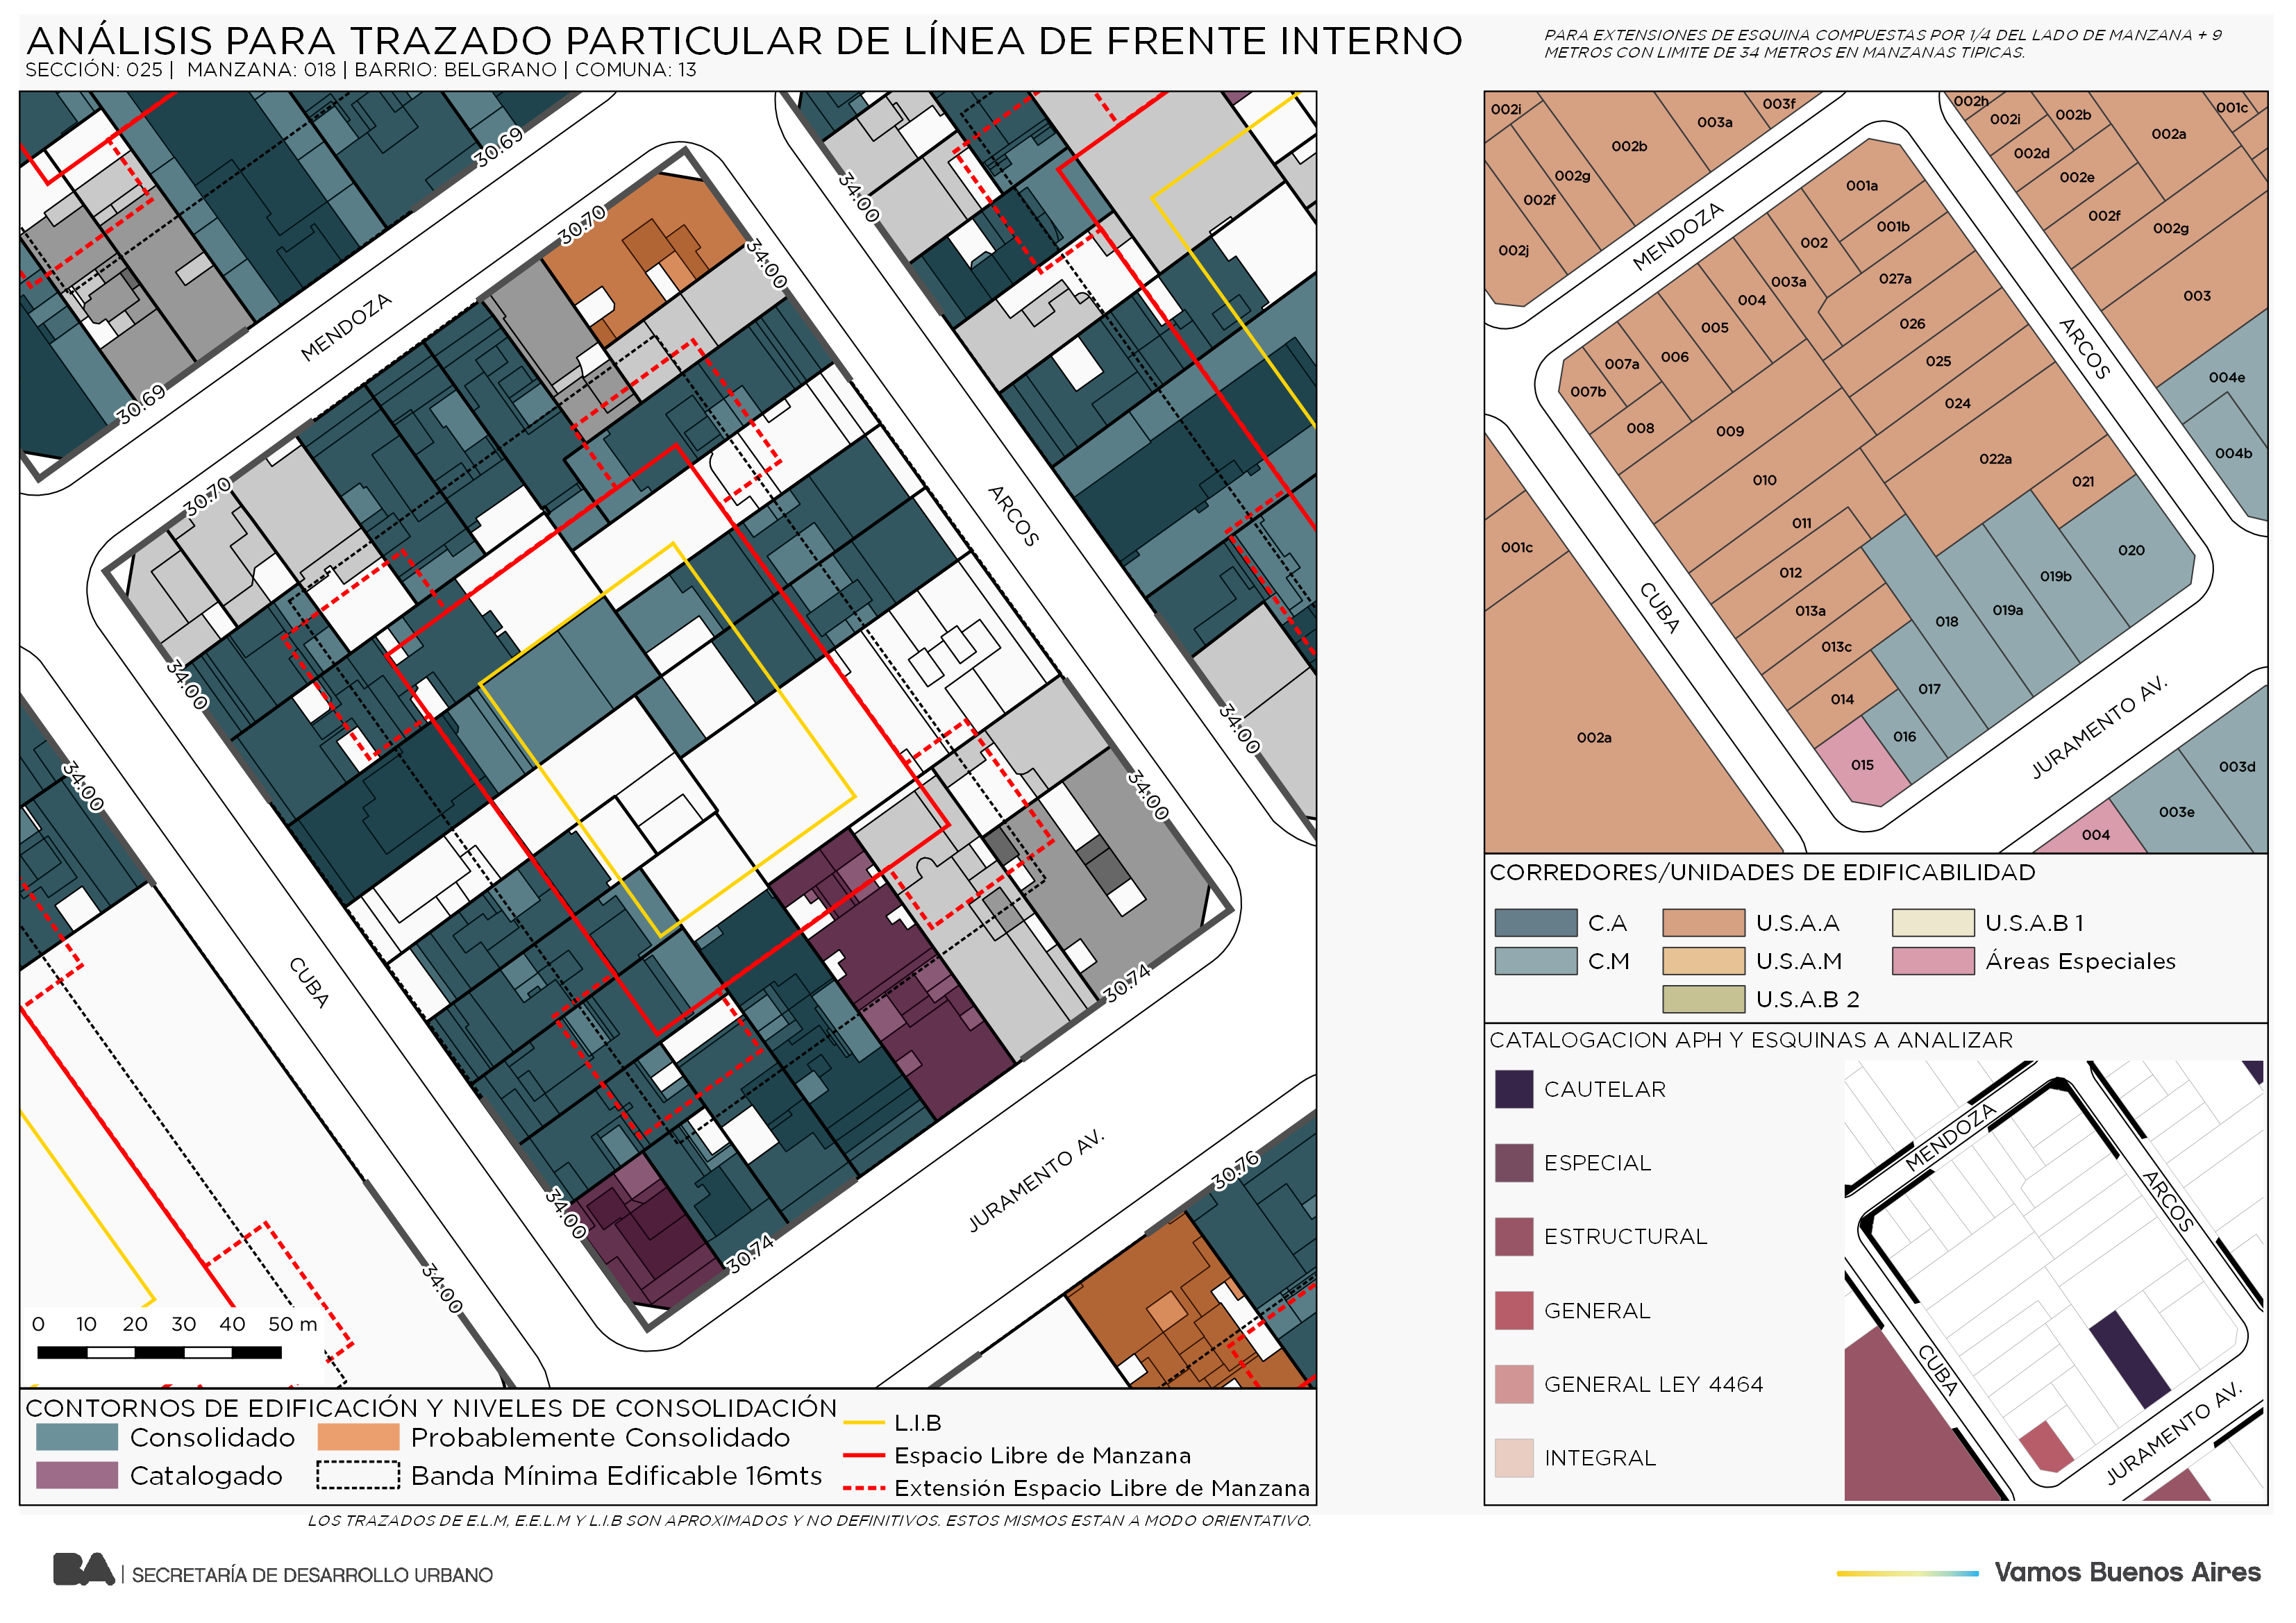 ANÁLISIS PARA TRAZADO PARTICULAR DE LÍNEA DE FRENTE INTERNO
SECCIÓN: 025 | MANZANA: 018 | BARRIO: BELGRANO | COMUNA: 13
PARA EXTENSIONES DE ESQUINA COMPUESTAS POR 1/4 DEL LADO DE MANZANA + 9
METROS CON LIMITE DE 34 METROS EN MANZANAS TIPICAS.
30.69
34.00
30.70
34.00
MENDOZA
30.69
30.70
ARCOS
34.00
34.00
34.00
34.00
CUBA
30.74
34.00
30.74
JURAMENTO AV.
30.76
34.00
0 10 20 30 40 50 m
CONTORNOS DE EDIFICACIÓN Y NIVELES DE CONSOLIDACIÓN
Consolidado
Probablemente Consolidado
Catalogado
Banda Mínima Edificable 16mts
L.I.B
Espacio Libre de Manzana
Extensión Espacio Libre de Manzana
LOS TRAZADOS DE E.L.M, E.E.L.M Y L.I.B SON APROXIMADOS Y NO DEFINITIVOS. ESTOS MISMOS ESTAN A MODO ORIENTATIVO.
002i
002b
003a
003f
002g
002f
002j
002h
002i
002b
001c
002a
002d
002e
002f
002g
003
004e
004b
MENDOZA
ARCOS
001a
001b
002
027a
003a
004
026
005
025
006
007a
007b
024
008
009
022a
010
021
011
020
012
019b
013a
019a
018
013c
017
014
016
015
001c
002a
CUBA
JURAMENTO AV.
003d
003e
004
CORREDORES/UNIDADES DE EDIFICABILIDAD
C.A
U.S.A.A
U.S.A.B 1
C.M
U.S.A.M
Áreas Especiales
U.S.A.B 2
CATALOGACION APH Y ESQUINAS A ANALIZAR
CAUTELAR
ESPECIAL
ESTRUCTURAL
GENERAL
GENERAL LEY 4464
INTEGRAL
MENDOZA
ARCOS
CUBA
JURAMENTO AV.
BA | SECRETARÍA DE DESARROLLO URBANO
Vamos Buenos Aires